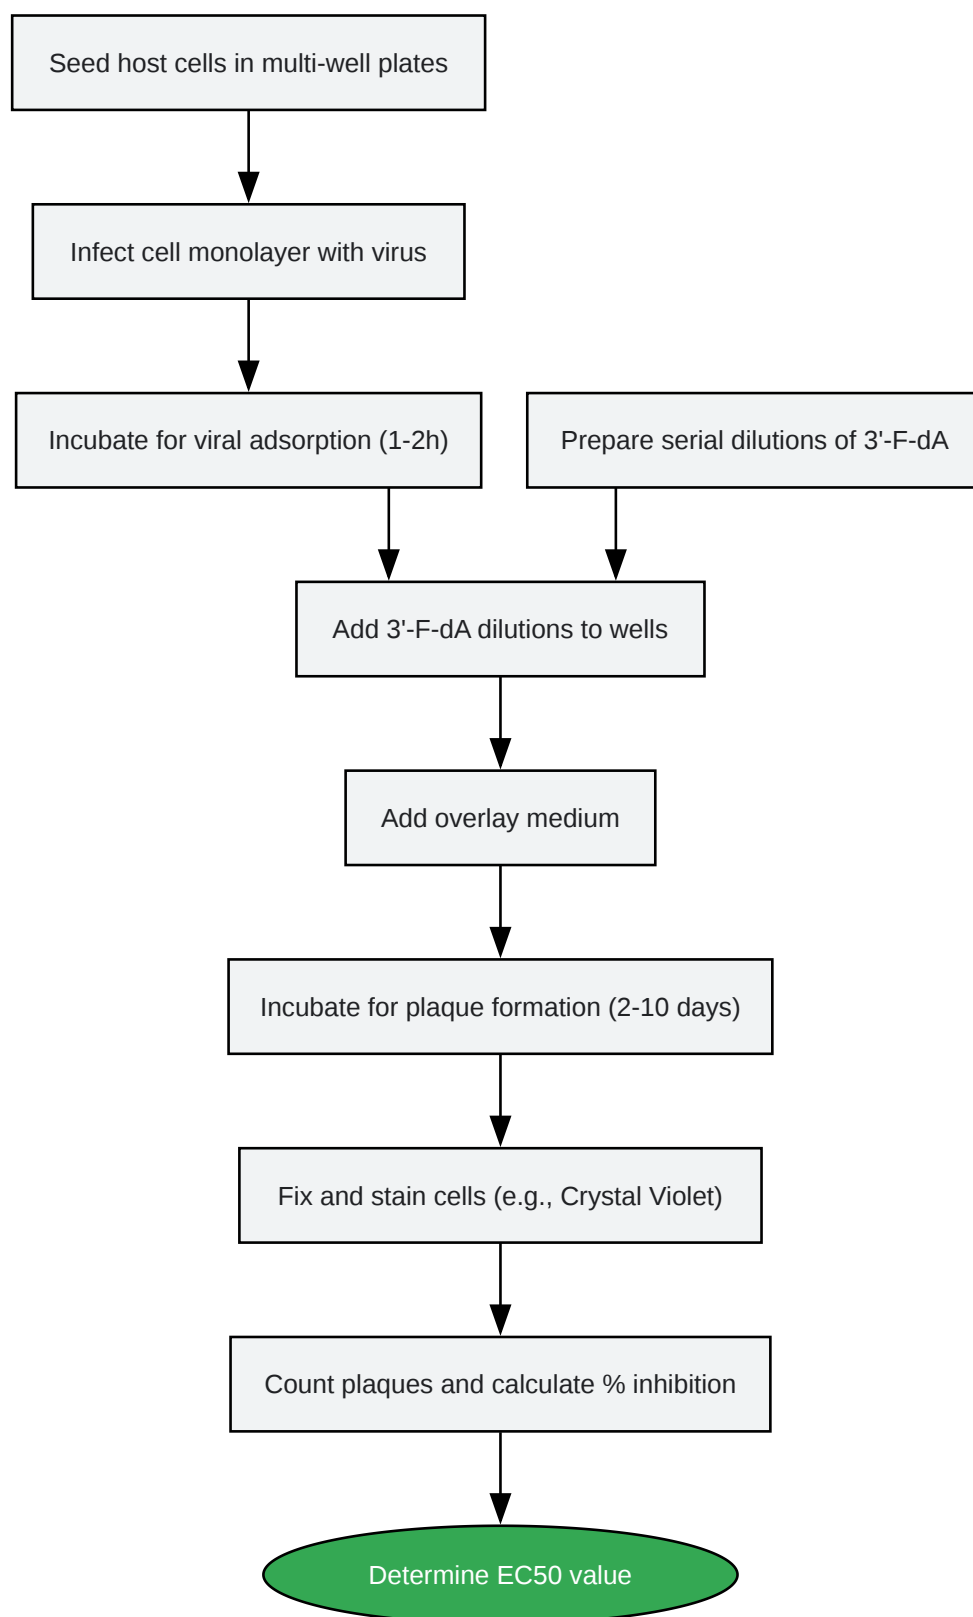 Seed host cells in multi-well plates
Infect cell monolayer with virus
Incubate for viral adsorption (1-2h)
Prepare serial dilutions of 3'-F-dA
Add 3'-F-dA dilutions to wells
Add overlay medium
Incubate for plaque formation (2-10 days)
Fix and stain cells (e.g., Crystal Violet)
Count plaques and calculate % inhibition
Determine EC50 value